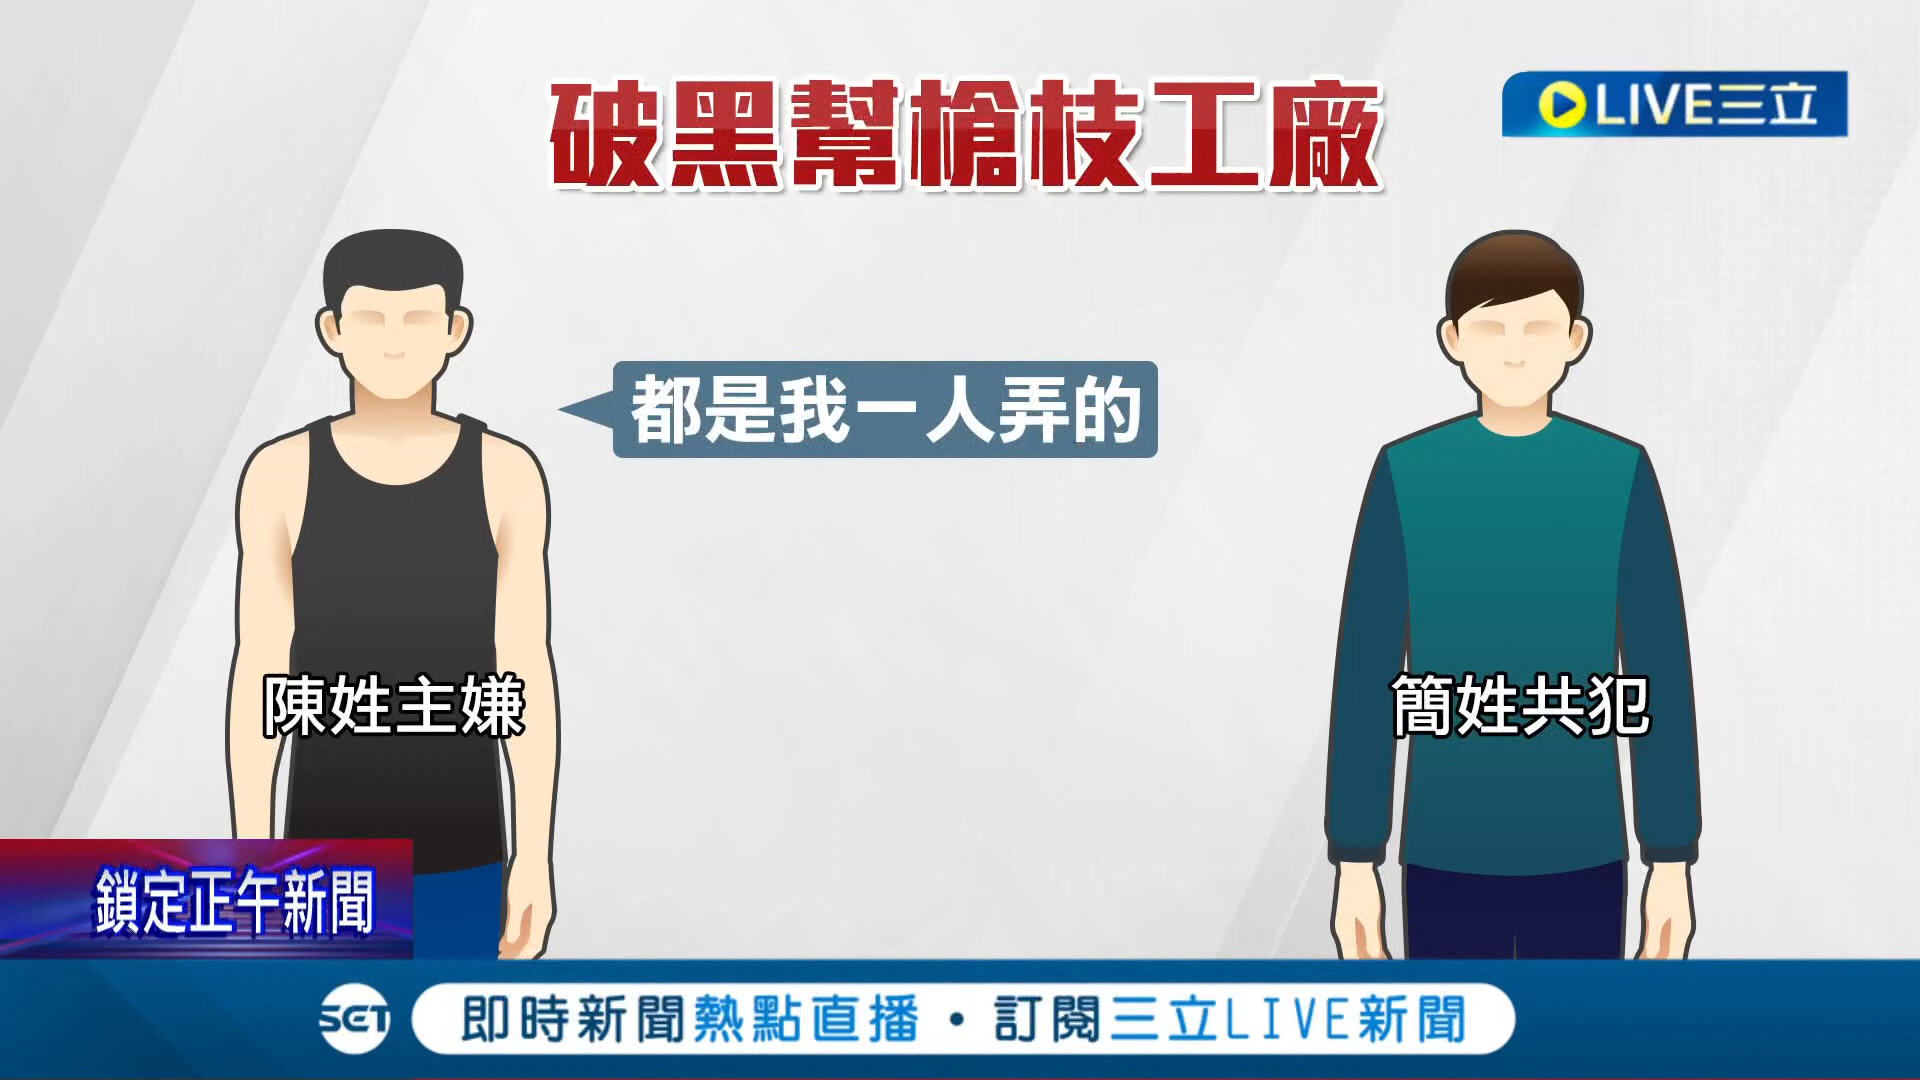 破黑幫槍枝工廠
LIVE三立
都是我一人弄的
陳姓主嫌
簡姓共犯
鎖定正午新聞
SET 即時新聞熱點直播・訂閱三立LIVE新聞